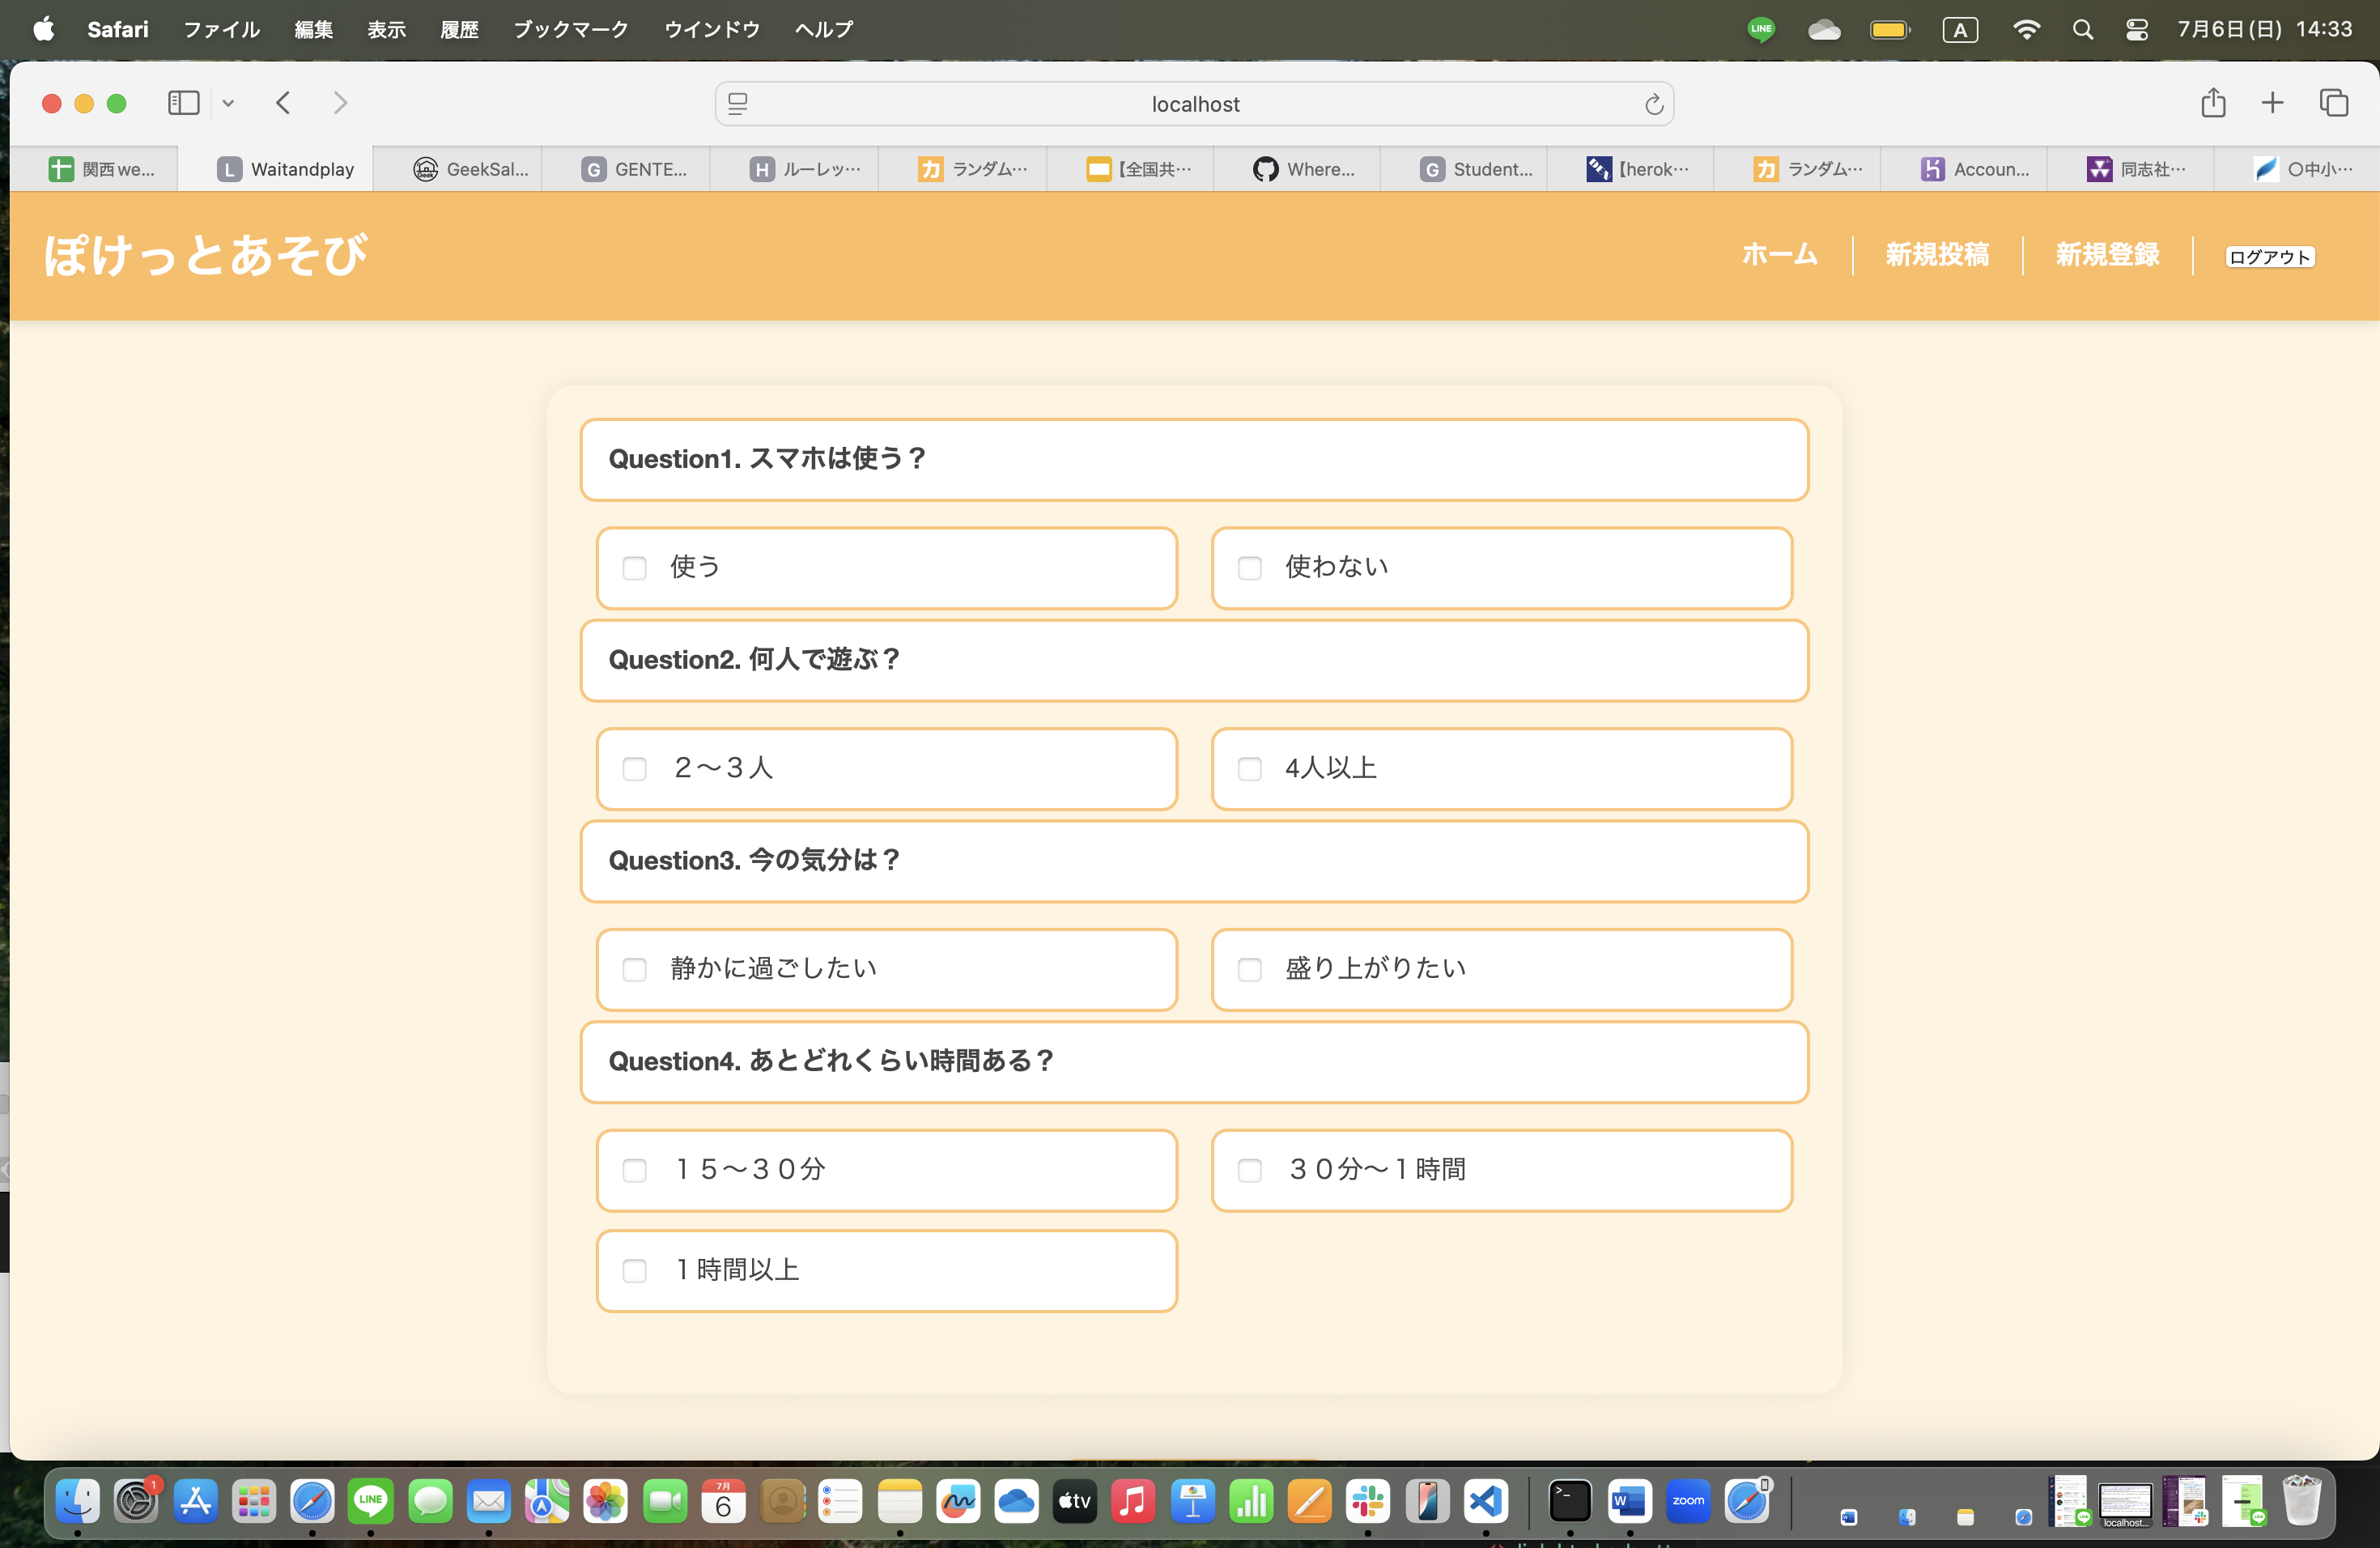 Safari ファイル 編集 表示 履歴 ブックマーク ウインドウ ヘルプ LINE A 7月6日(日) 14:33
localhost
関西 we... L Waitandplay GeekSal... G GENTE... H ルーレッ… カ ランダム… 【全国共… Where... G Student... 【herok… カ ランダム… Accoun... 同志社… 〇中小…
ぽけっとあそび ホーム 新規投稿 新規登録 ログアウト
Question1. スマホは使う？
使う 使わない
Question2. 何人で遊ぶ？
２〜３人 4人以上
Question3. 今の気分は？
静かに過ごしたい 盛り上がりたい
Question4. あとどれくらい時間ある？
１５〜３０分 ３０分〜１時間
１時間以上
1 LINE 7月 6 tv W zoom localhost...